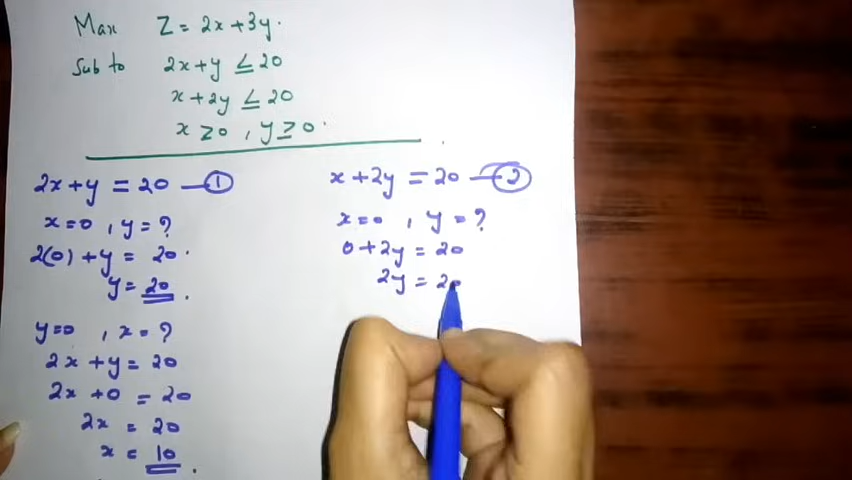 Max Z = 2x + 3y.
Sub to 2x + y ≤ 20
x + 2y ≤ 20
x ≥ 0 , y ≥ 0 .
2x + y = 20 — 1
x = 0 , y = ?
2(0) + y = 20 .
y = 20 .
y = 0 , x = ?
2x + y = 20
2x + 0 = 20
2x = 20
x = 10 .
x + 2y = 20 — 2
x = 0 , y = ?
0 + 2y = 20
2y = 20